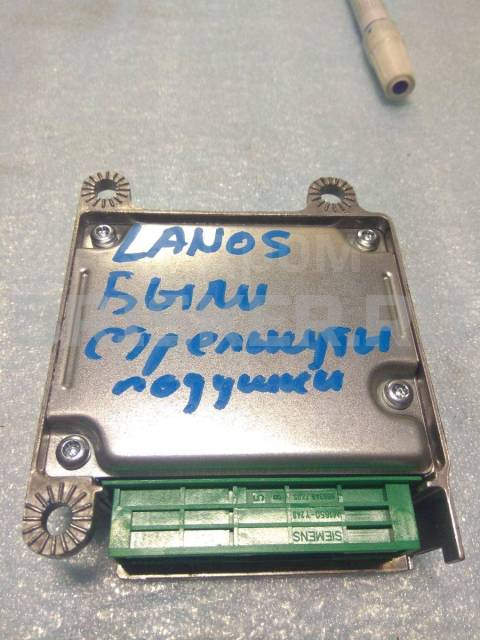 LANOS
Были
стрельнуты
подушки
SIEMENS